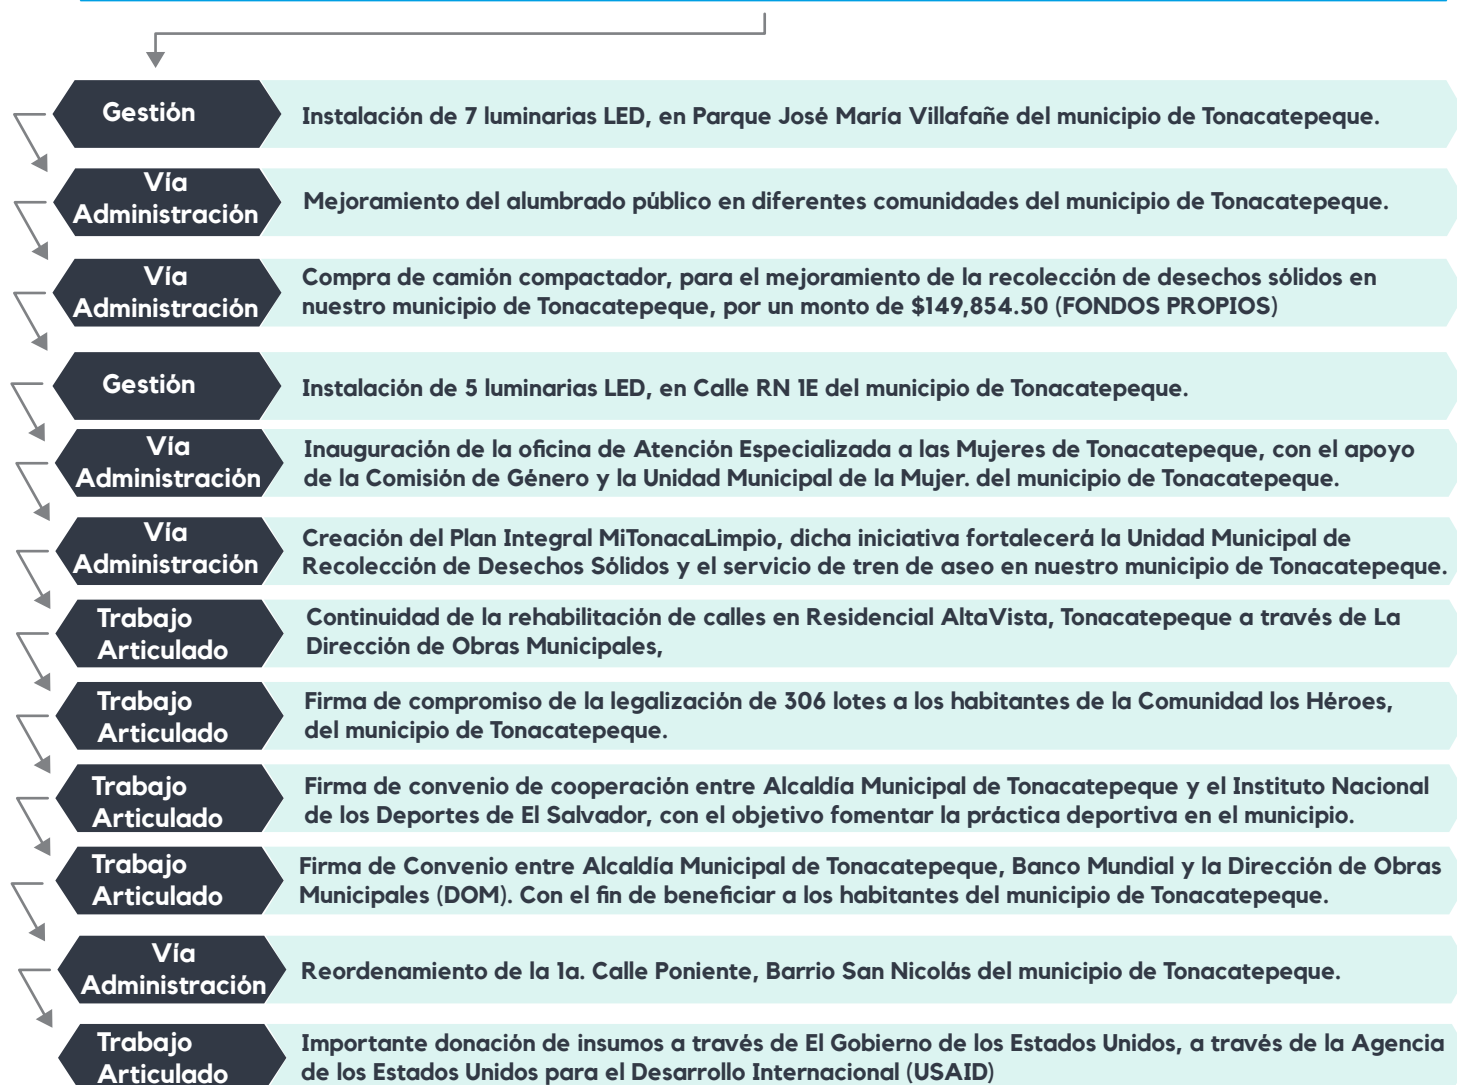 Gestión
Instalación de 7 luminarias LED, en Parque José María Villafañe del municipio de Tonacatepeque.
Vía
Administración
Mejoramiento del alumbrado público en diferentes comunidades del municipio de Tonacatepeque.
Vía
Administración
Compra de camión compactador, para el mejoramiento de la recolección de desechos sólidos en
nuestro municipio de Tonacatepeque, por un monto de $149,854.50 (FONDOS PROPIOS)
Gestión
Instalación de 5 luminarias LED, en Calle RN 1E del municipio de Tonacatepeque.
Vía
Administración
Inauguración de la oficina de Atención Especializada a las Mujeres de Tonacatepeque, con el apoyo
de la Comisión de Género y la Unidad Municipal de la Mujer. del municipio de Tonacatepeque.
Vía
Administración
Creación del Plan Integral MiTonacaLimpio, dicha iniciativa fortalecerá la Unidad Municipal de
Recolección de Desechos Sólidos y el servicio de tren de aseo en nuestro municipio de Tonacatepeque.
Trabajo
Articulado
Continuidad de la rehabilitación de calles en Residencial AltaVista, Tonacatepeque a través de La
Dirección de Obras Municipales,
Trabajo
Articulado
Firma de compromiso de la legalización de 306 lotes a los habitantes de la Comunidad los Héroes,
del municipio de Tonacatepeque.
Trabajo
Articulado
Firma de convenio de cooperación entre Alcaldía Municipal de Tonacatepeque y el Instituto Nacional
de los Deportes de El Salvador, con el objetivo fomentar la práctica deportiva en el municipio.
Trabajo
Articulado
Firma de Convenio entre Alcaldía Municipal de Tonacatepeque, Banco Mundial y la Dirección de Obras
Municipales (DOM). Con el fin de beneficiar a los habitantes del municipio de Tonacatepeque.
Vía
Administración
Reordenamiento de la 1a. Calle Poniente, Barrio San Nicolás del municipio de Tonacatepeque.
Trabajo
Articulado
Importante donación de insumos a través de El Gobierno de los Estados Unidos, a través de la Agencia
de los Estados Unidos para el Desarrollo Internacional (USAID)